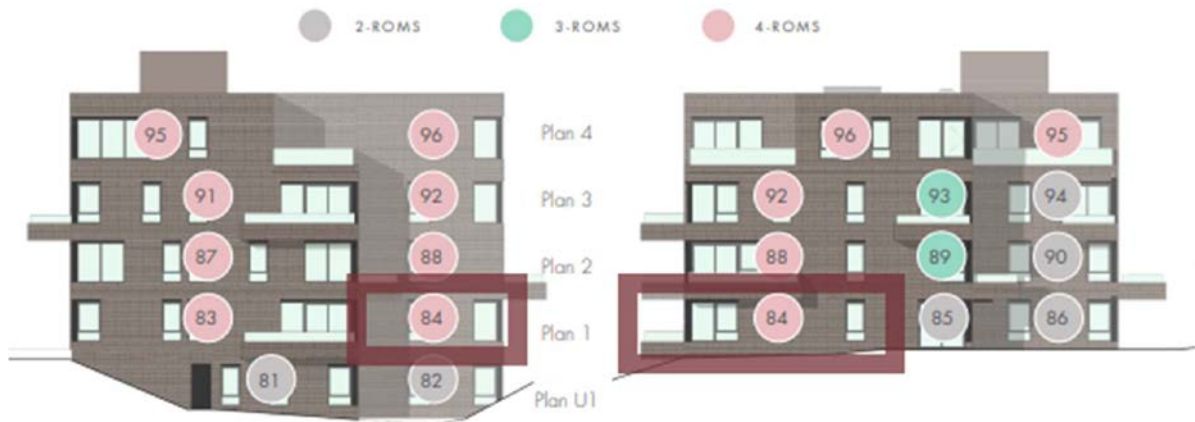 2-ROMS 3-ROMS 4-ROMS
95 96 Plan 4 96 95
91 92 Plan 3 92 93 94
87 88 Plan 2 88 89 90
83 84 Plan 1 84 85 86
81 82 Plan U1